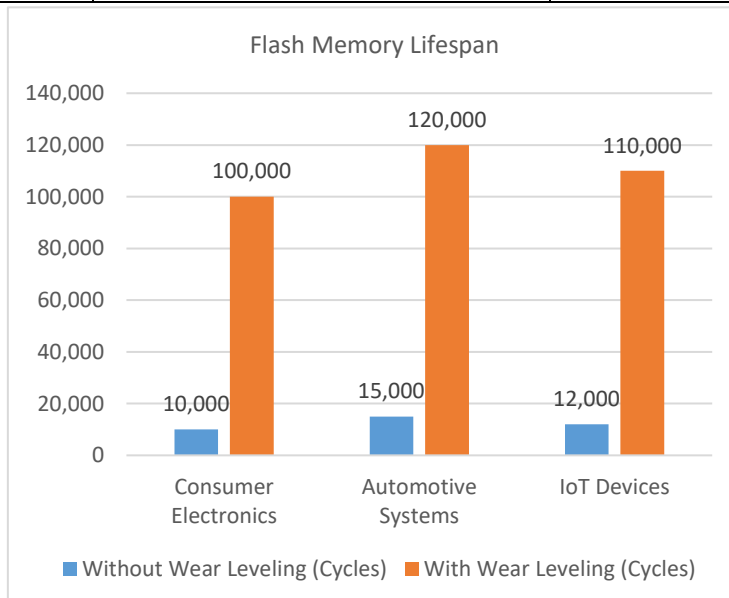 Flash Memory Lifespan
140,000
120,000
100,000
80,000
60,000
40,000
20,000
0
10,000
100,000
15,000
120,000
12,000
110,000
Consumer
Electronics
Automotive
Systems
IoT Devices
Without Wear Leveling (Cycles)
With Wear Leveling (Cycles)